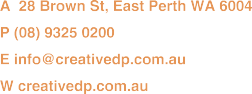 A 28 Brown St, East Perth WA 6004
P (08) 9325 0200
E info@creativedp.com.au
W creativedp.com.au